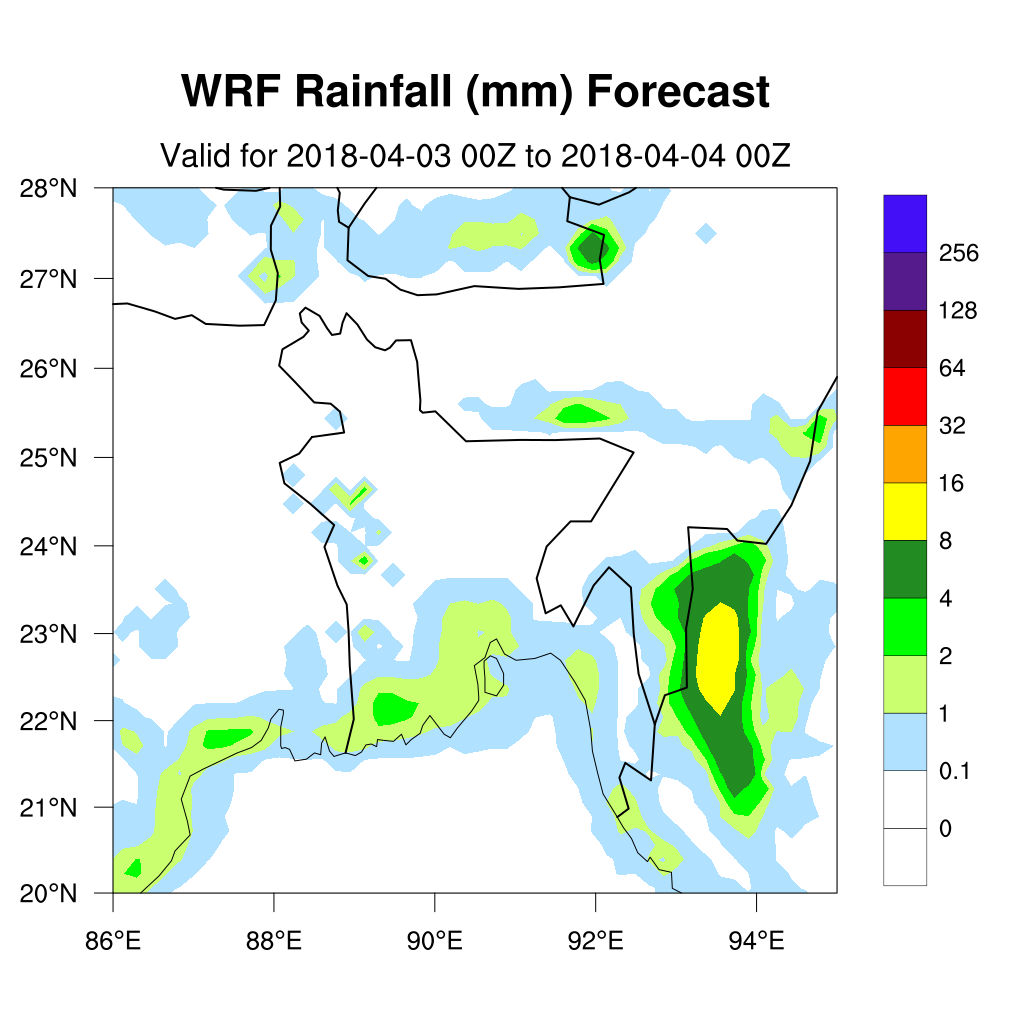 WRF Rainfall (mm) Forecast
Valid for 2018-04-03 00Z to 2018-04-04 00Z
28°N
27°N
26°N
25°N
24°N
23°N
22°N
21°N
20°N
86°E 88°E 90°E 92°E 94°E
256
128
64
32
16
8
4
2
1
0.1
0